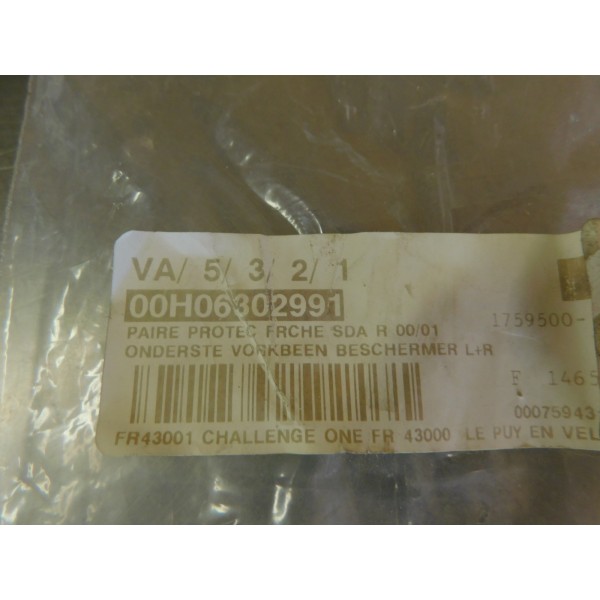 VA/ 5/ 3/ 2/ 1
00H06302991
PAIRE PROTEC FRCHE SDA R 00/01
1759500-
ONDERSTE VORKBEEN BESCHERMER L+R
F 1465
00075943
FR43001 CHALLENGE ONE FR 43000 LE PUY EN VEL